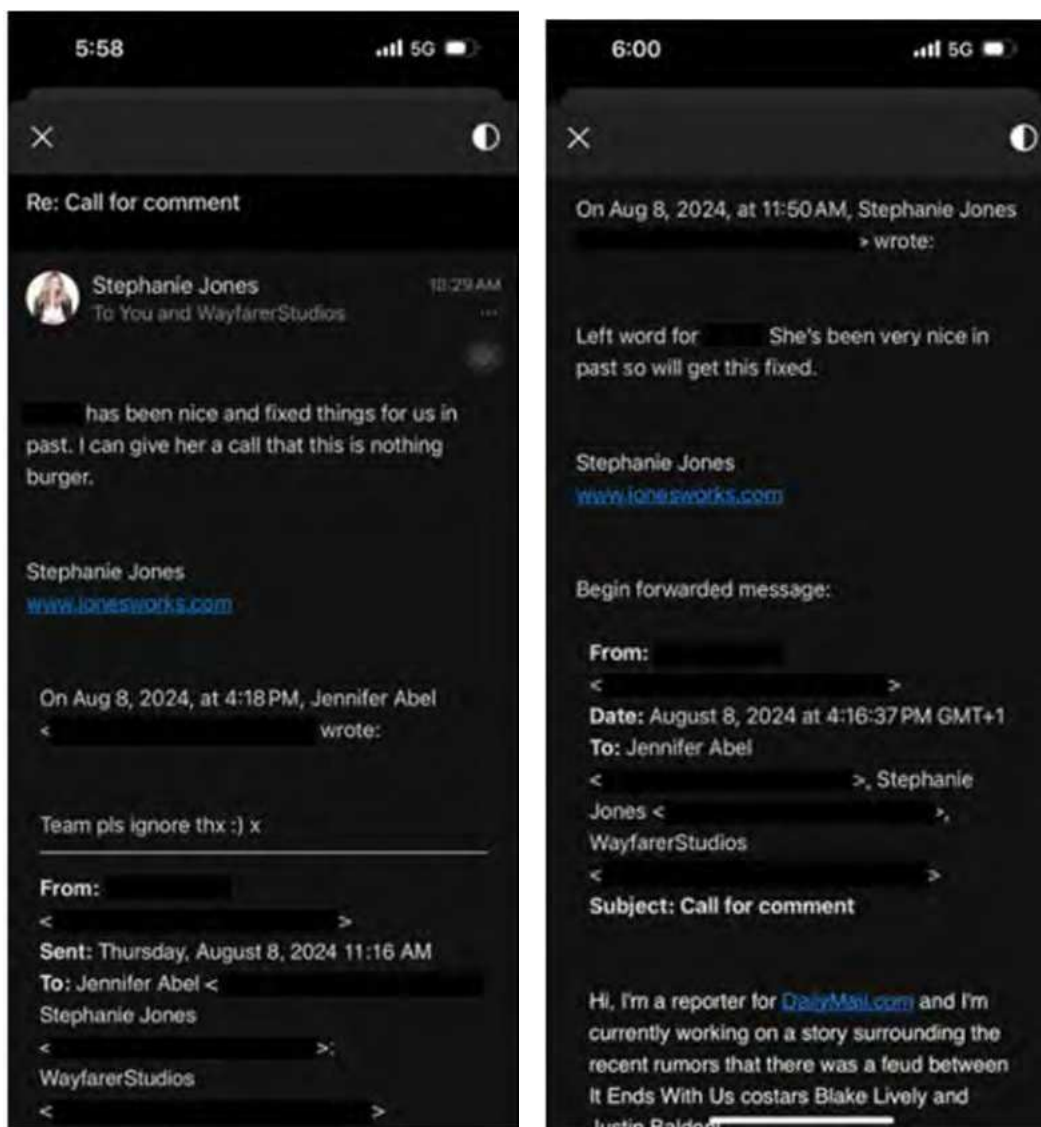 5:58
5G
Re: Call for comment
Stephanie Jones
10:29 AM
To You and WayfarerStudios
has been nice and fixed things for us in
past. I can give her a call that this is nothing
burger.
Stephanie Jones
www.jonesworks.com
On Aug 8, 2024, at 4:18 PM, Jennifer Abel
< wrote:
Team pls ignore thx :) x
From:
< >
Sent: Thursday, August 8, 2024 11:16 AM
To: Jennifer Abel <
Stephanie Jones
< >;
WayfarerStudios
< >
6:00
5G
On Aug 8, 2024, at 11:50 AM, Stephanie Jones
> wrote:
Left word for She's been very nice in
past so will get this fixed.
Stephanie Jones
www.jonesworks.com
Begin forwarded message:
From:
< >
Date: August 8, 2024 at 4:16:37 PM GMT+1
To: Jennifer Abel
< >, Stephanie
Jones < >,
WayfarerStudios
< >
Subject: Call for comment
Hi, I'm a reporter for DailyMail.com and I'm
currently working on a story surrounding the
recent rumors that there was a feud between
It Ends With Us costars Blake Lively and
Justin Baldoni